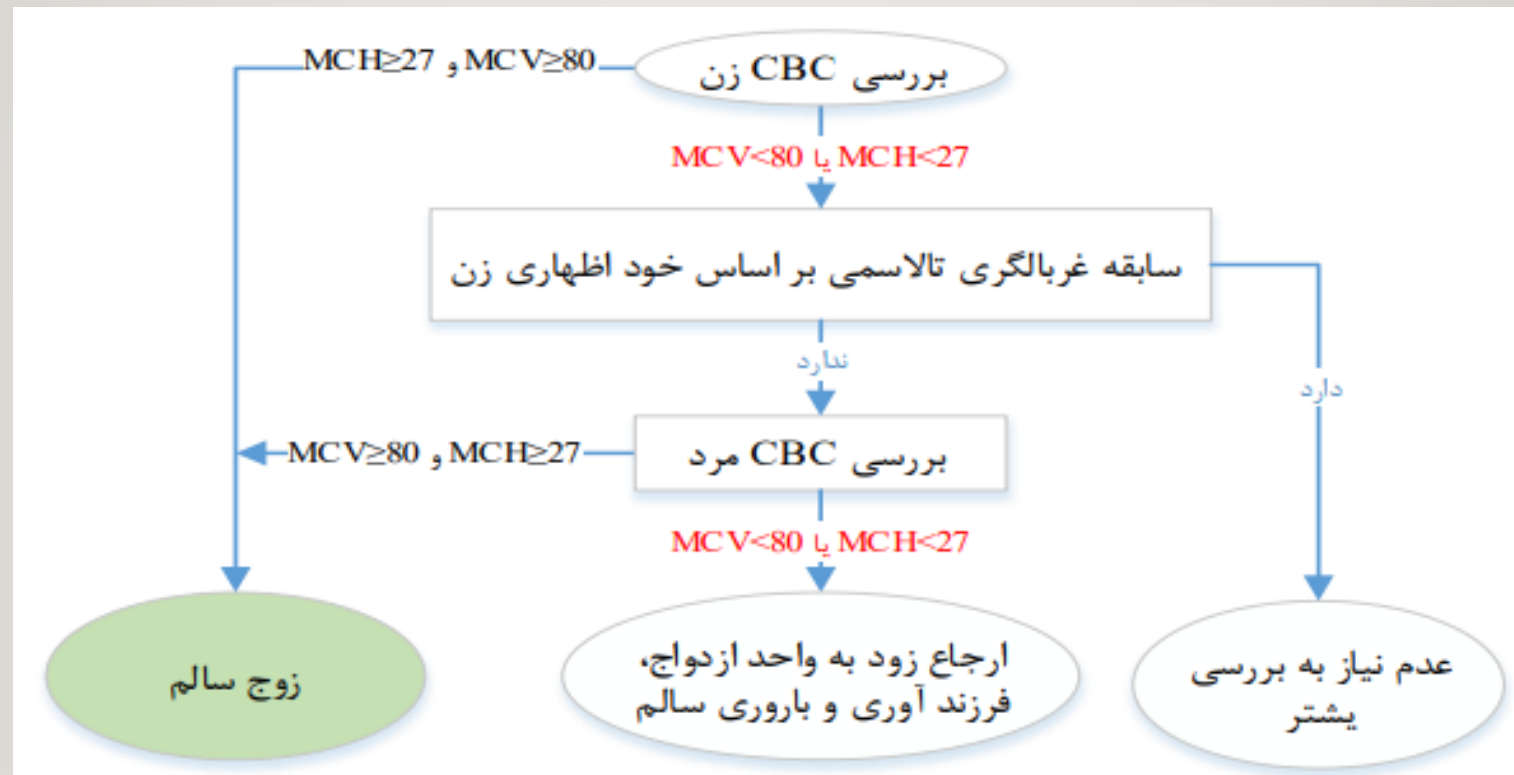 بررسی CBC زن
MCH≥27 و MCV≥80
MCV<80 یا MCH<27
سابقه غربالگری تالاسمی بر اساس خود اظهاری زن
ندارد
دارد
بررسی CBC مرد
MCV≥80 و MCH≥27
MCV<80 یا MCH<27
زوج سالم
ارجاع زود به واحد ازدواج،
فرزند آوری و باروری سالم
عدم نیاز به بررسی
یشتر